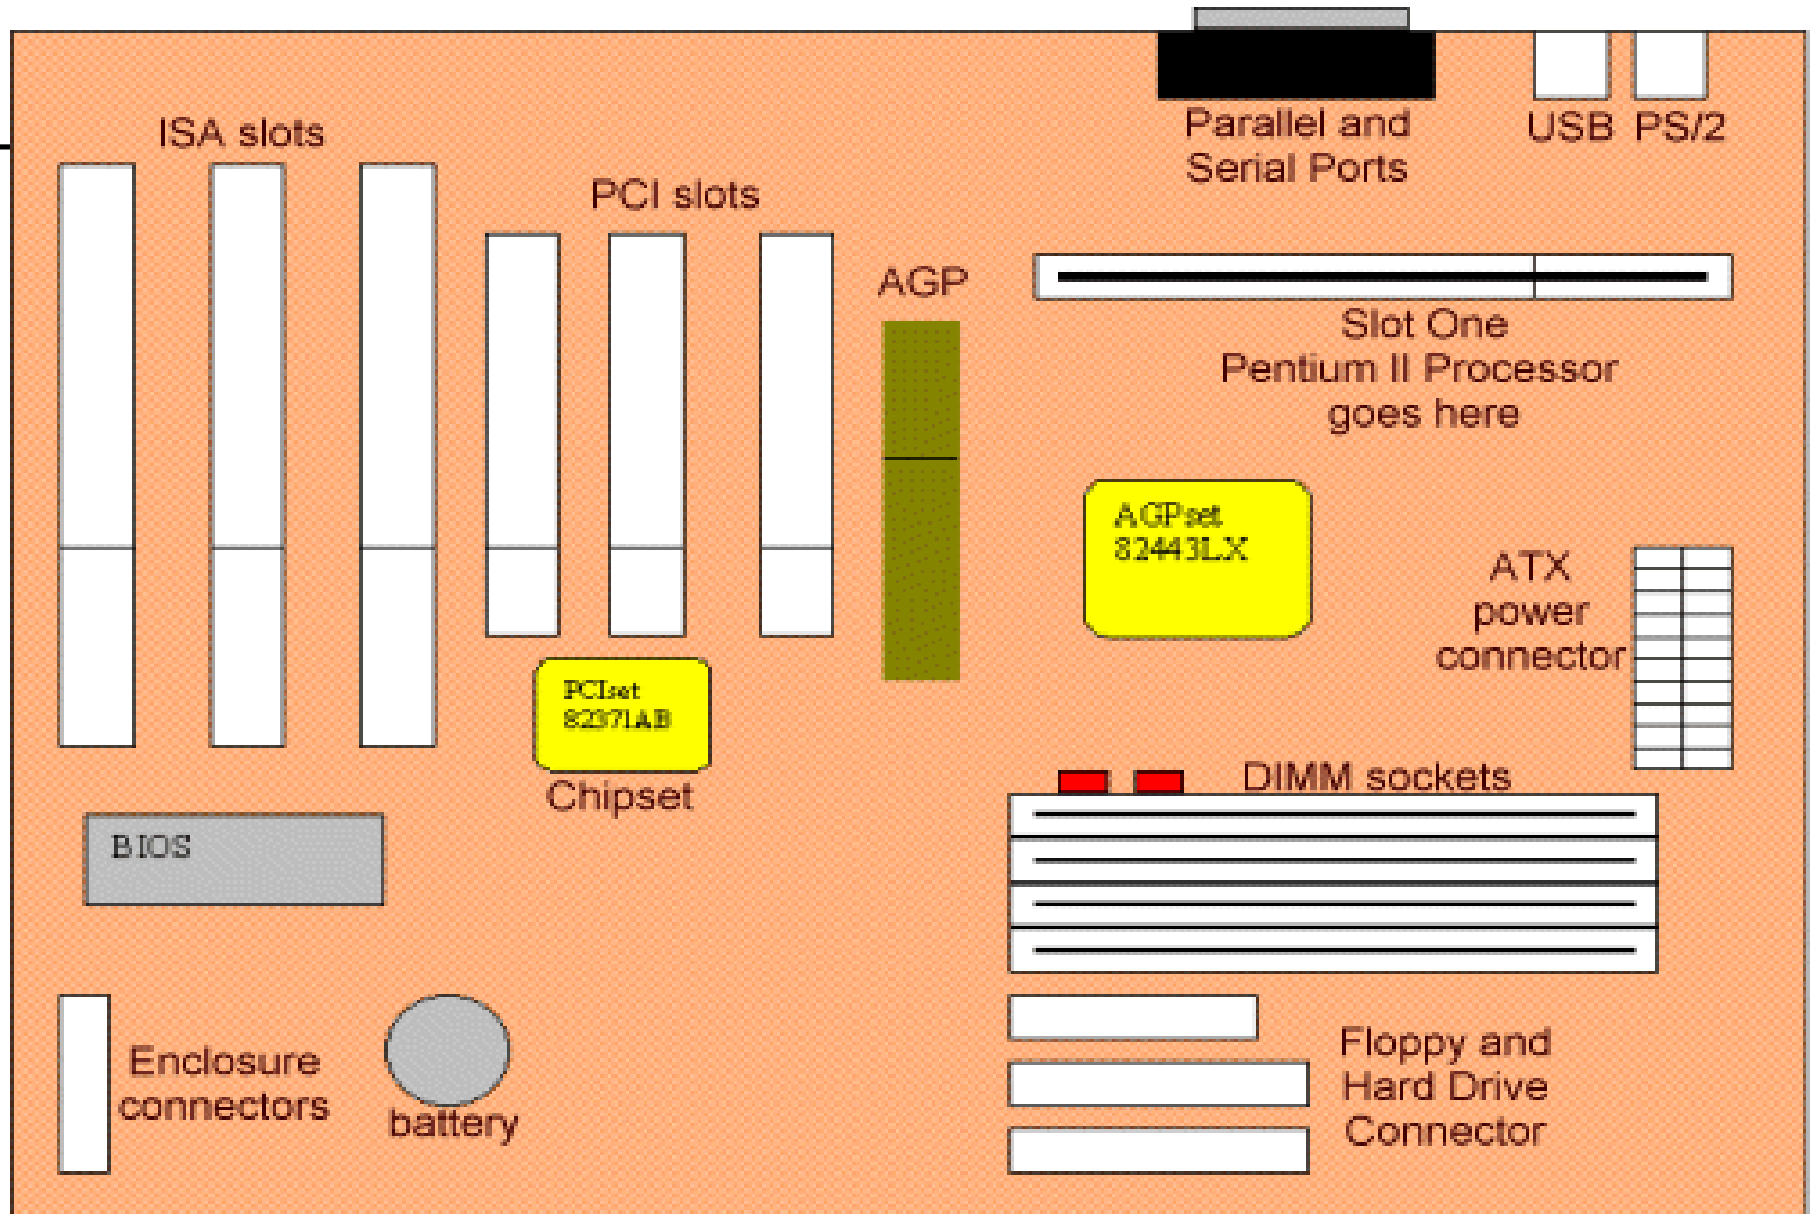 ISA slots
PCI slots
AGP
Parallel and
Serial Ports
USB
PS/2
Slot One
Pentium II Processor
goes here
AGPset
82443LX
ATX
power
connector
PCIset
82371AB
Chipset
DIMM sockets
BIOS
Enclosure
connectors
battery
Floppy and
Hard Drive
Connector